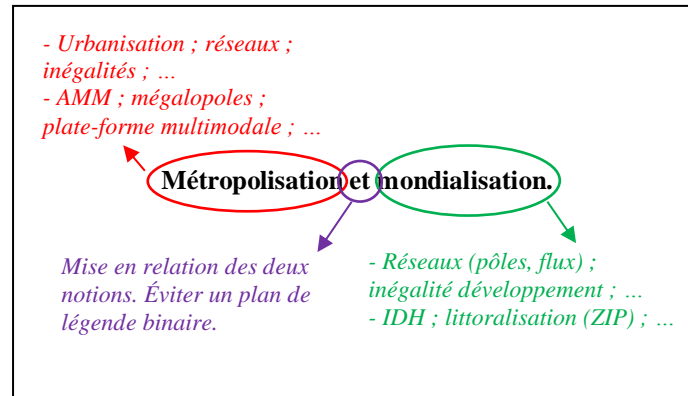 - Urbanisation ; réseaux ;
inégalités ; …
- AMM ; mégalopoles ;
plate-forme multimodale ; …
Métropolisation et mondialisation.
Mise en relation des deux
notions. Éviter un plan de
légende binaire.
- Réseaux (pôles, flux) ;
inégalité développement ; …
- IDH ; littoralisation (ZIP) ; …